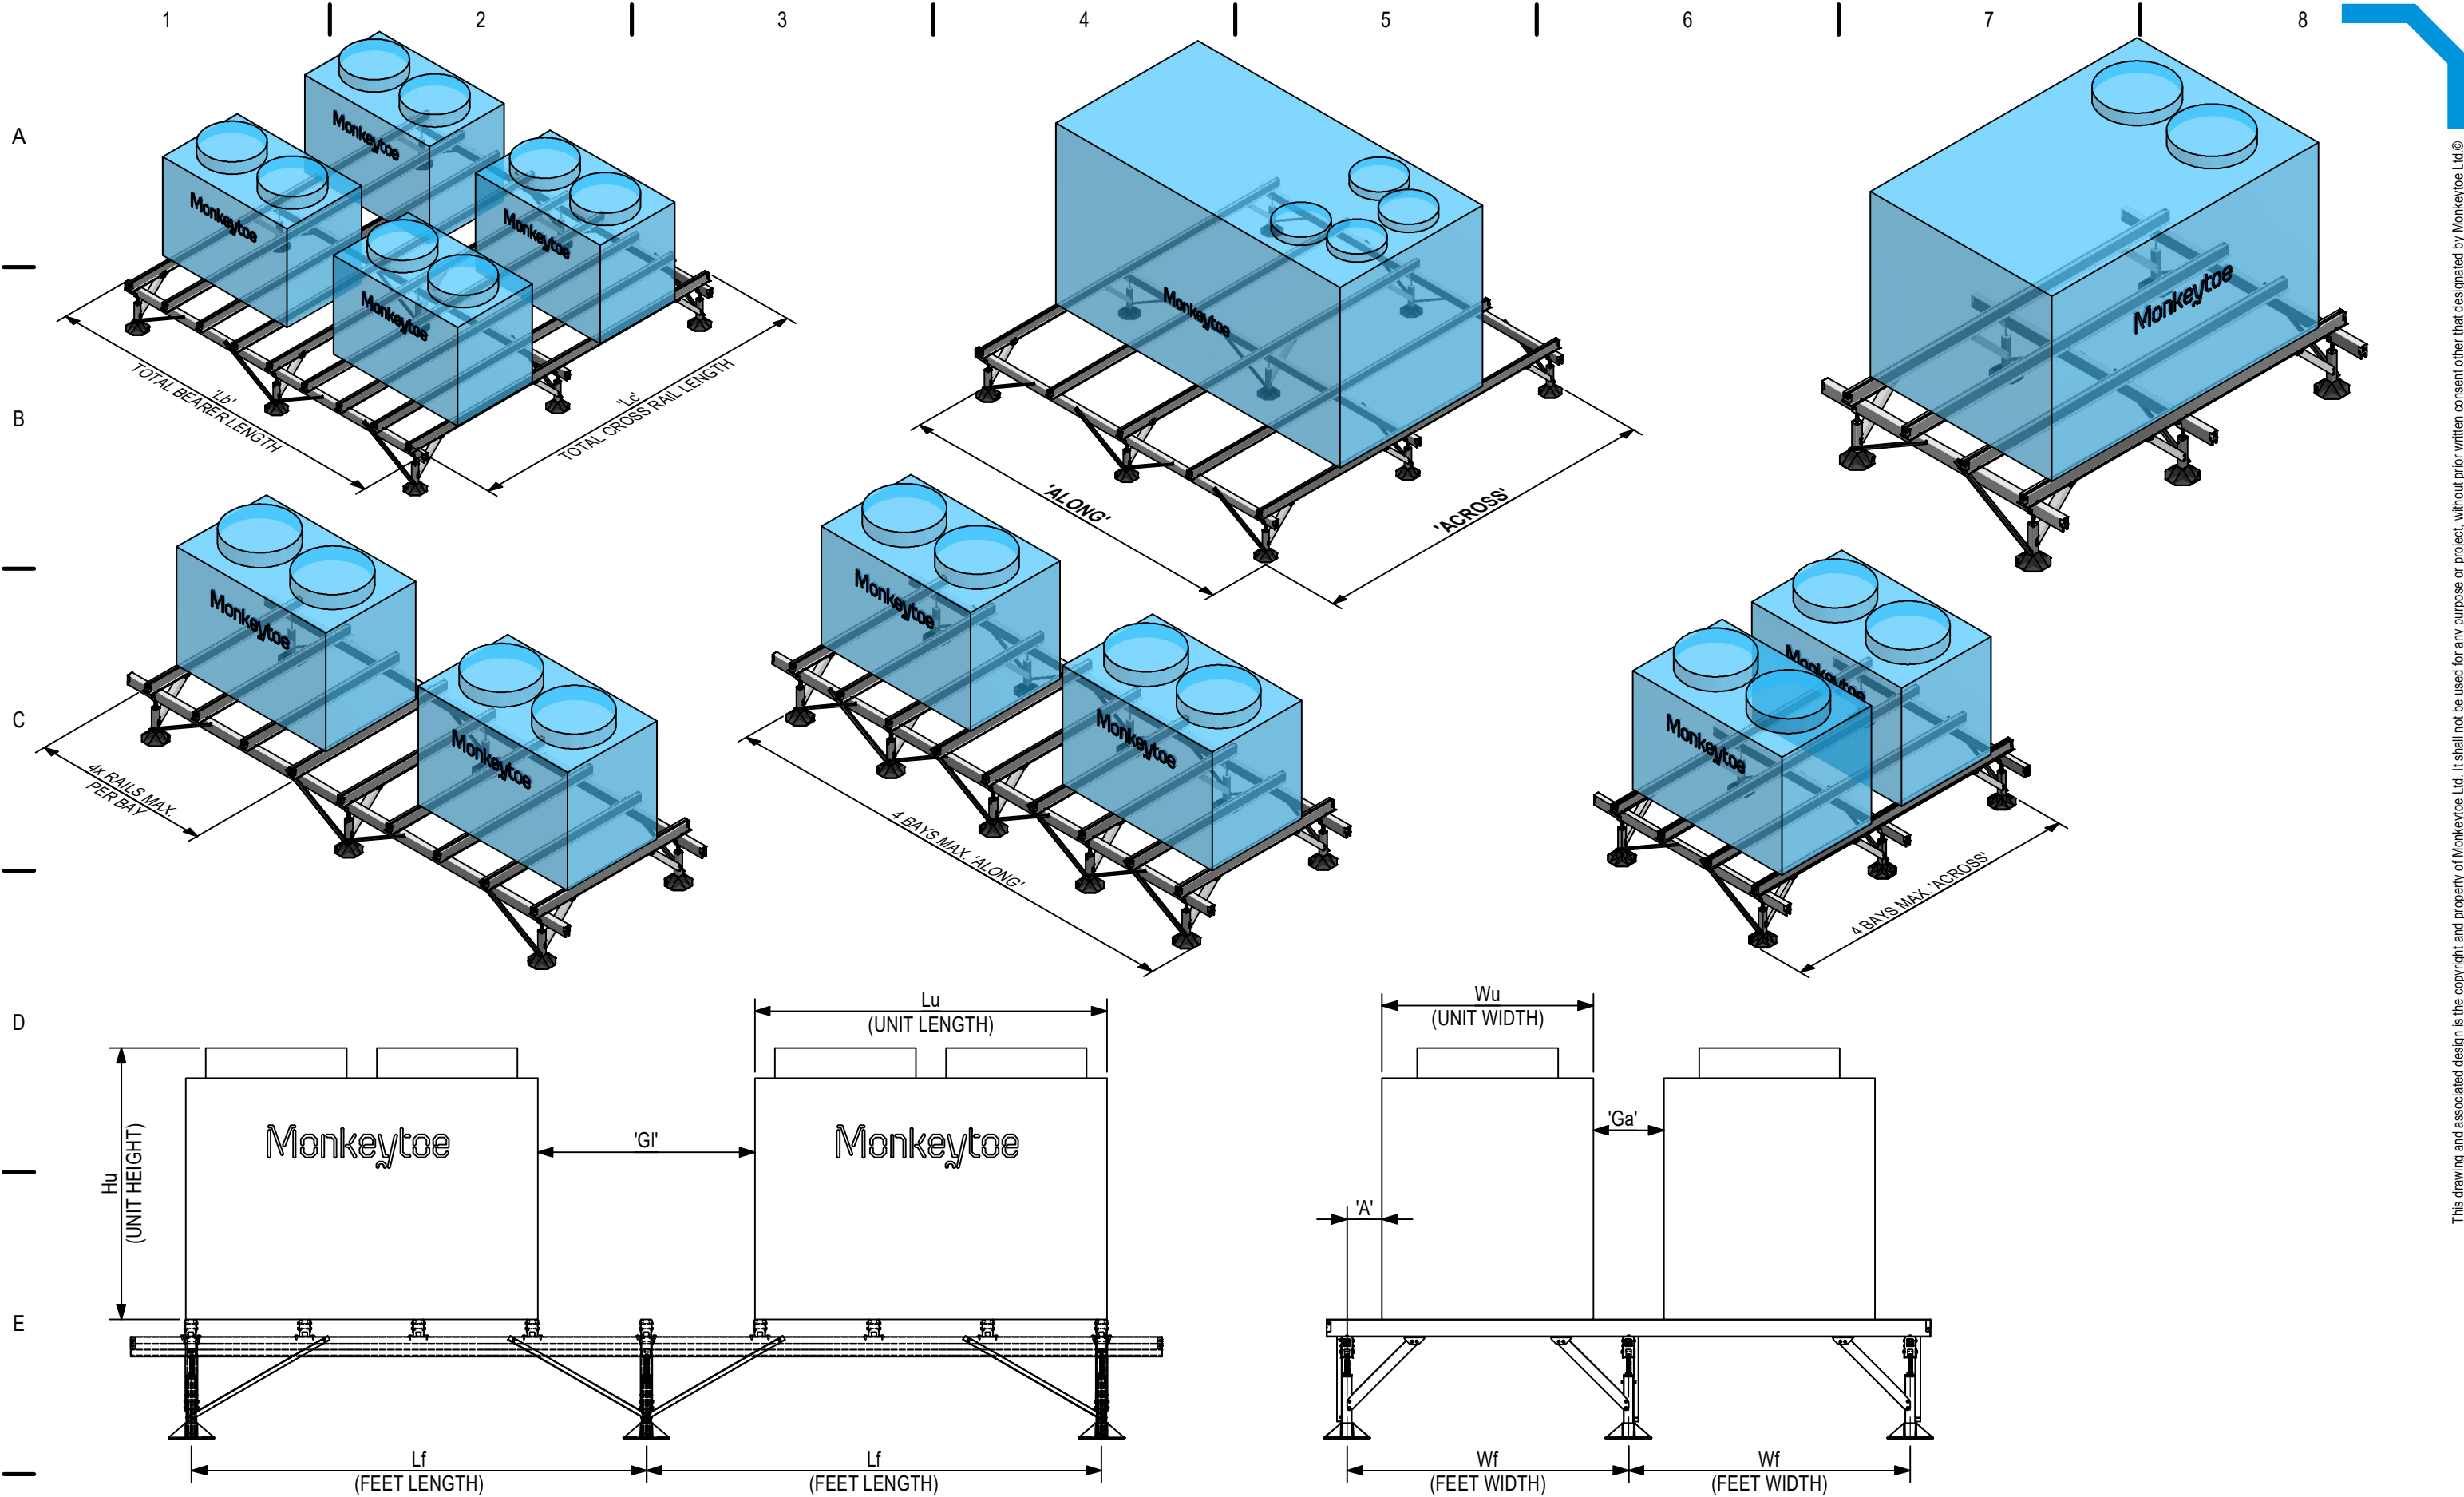 1 2 3 4 5 6 7 8
A
B
C
D
E
Monkeytoe
Monkeytoe
Monkeytoe
Monkeytoe
'Lb'
TOTAL BEARER LENGTH
'Lc'
TOTAL CROSS RAIL LENGTH
Monkeytoe
'ALONG'
'ACROSS'
Monkeytoe
Monkeytoe
Monkeytoe
4x RAILS MAX.
PER BAY
Monkeytoe
Monkeytoe
4 BAYS MAX. 'ALONG'
Monkeytoe
Monkeytoe
4 BAYS MAX. 'ACROSS'
Hu
(UNIT HEIGHT)
Monkeytoe
'Gl'
Lu
(UNIT LENGTH)
Monkeytoe
Lf
(FEET LENGTH)
Lf
(FEET LENGTH)
Wu
(UNIT WIDTH)
'Ga'
'A'
Wf
(FEET WIDTH)
Wf
(FEET WIDTH)
This drawing and associated design is the copyright and property of Monkeytoe Ltd. It shall not be used for any purpose or project, without prior written consent other that designated by Monkeytoe Ltd.©